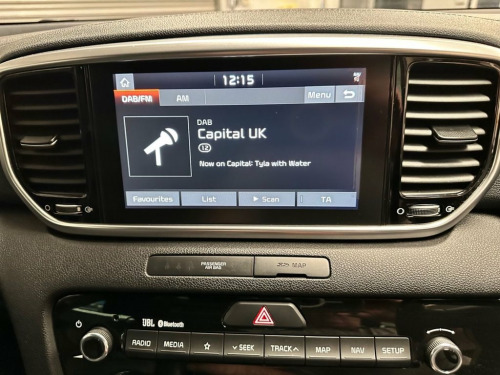 12:15
DAB/FM AM Menu
DAB
Capital UK
12
Now on Capital: Tyla with Water
Favourites List Scan TA
PASSENGER AIR BAG
MAP
JBL Bluetooth
RADIO MEDIA SEEK TRACK MAP NAV SETUP